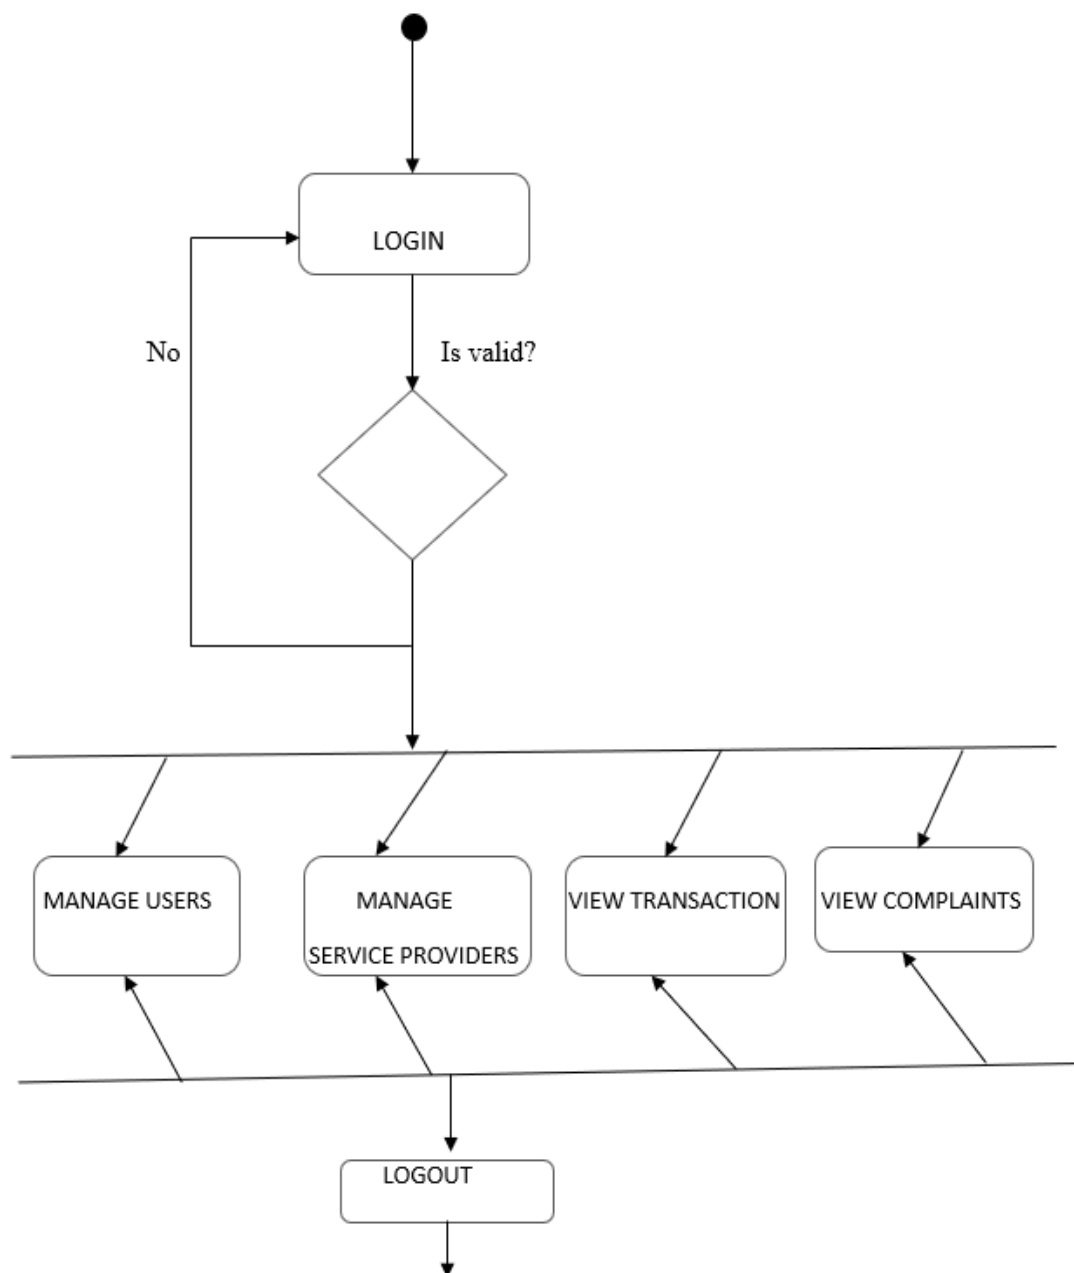 LOGIN
No
Is valid?
MANAGE USERS
MANAGE
SERVICE PROVIDERS
VIEW TRANSACTION
VIEW COMPLAINTS
LOGOUT